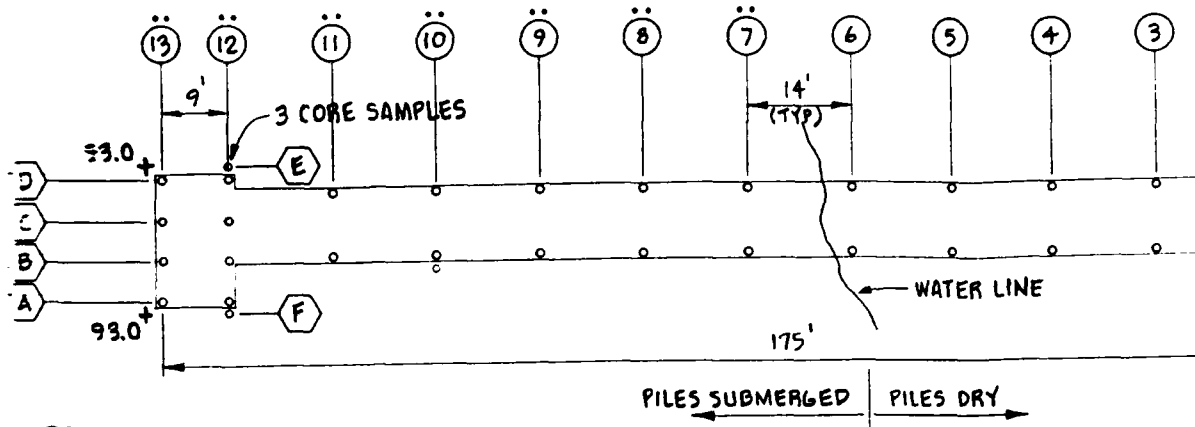 13 12 11 10 9 8 7 6 5 4 3
9'
14'
(TYP)
3 CORE SAMPLES
E
3.0
C
B
A
F
93.0
WATER LINE
175'
PILES SUBMERGED
PILES DRY